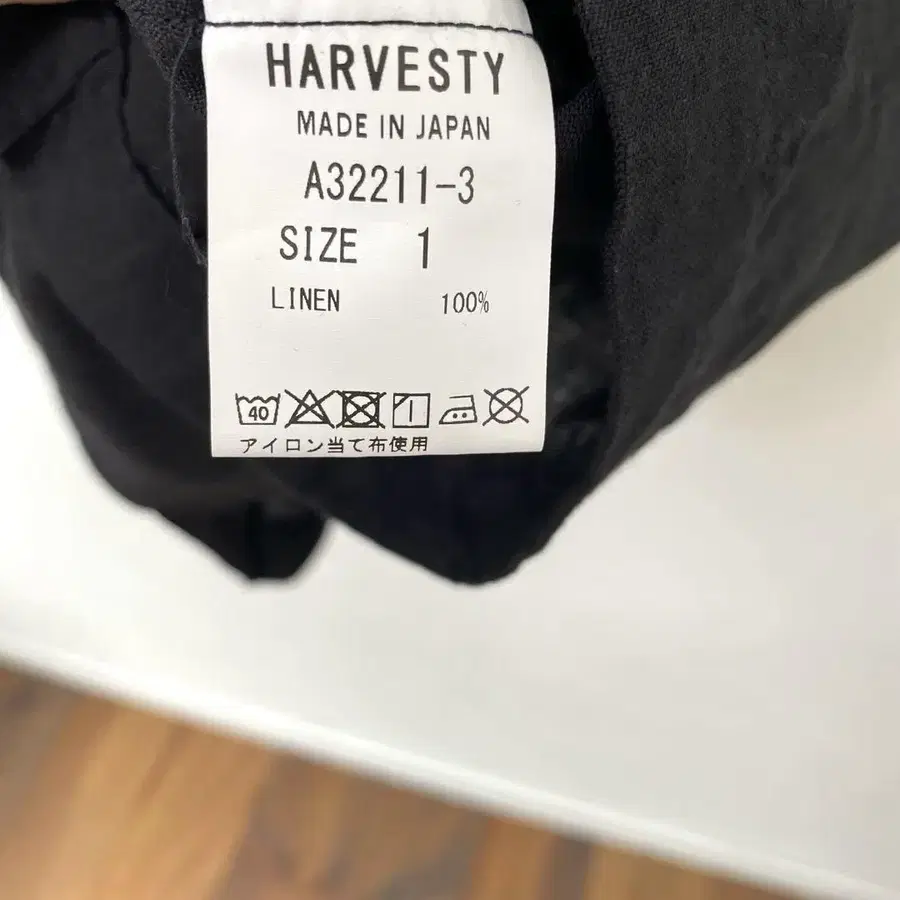 HARVESTY
MADE IN JAPAN
A32211-3
SIZE 1
LINEN 100%
40
アイロン当て布使用